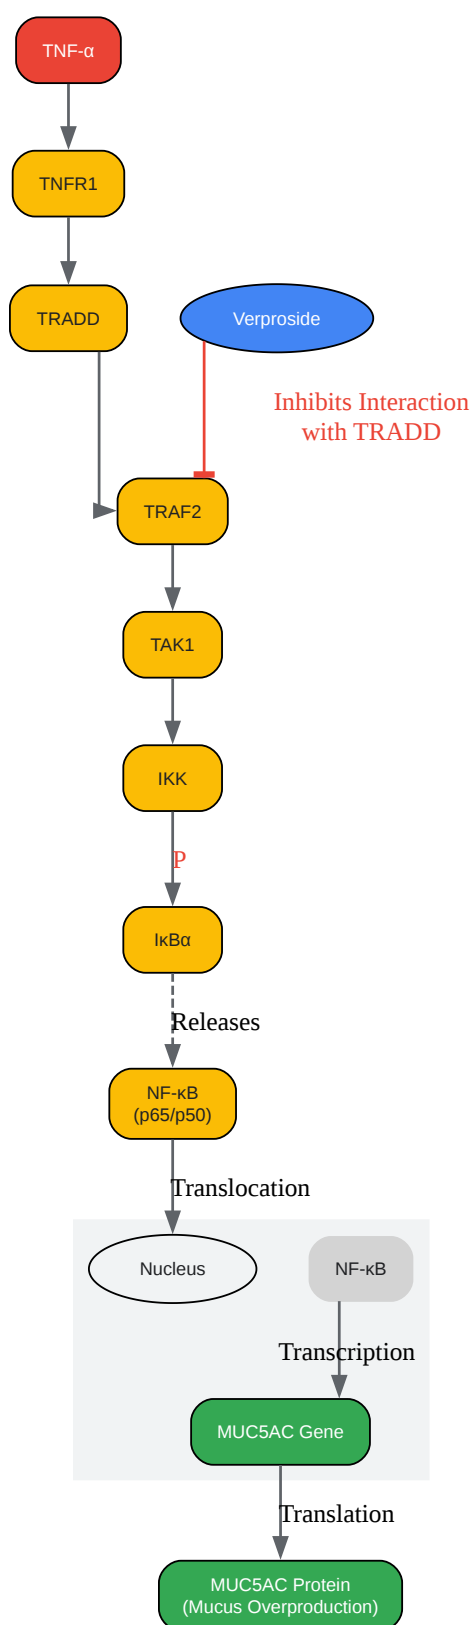 TNF-α
TNFR1
TRADD
Verproside
Inhibits Interaction
with TRADD
TRAF2
TAK1
IKK
P
IκBα
Releases
NF-κB
(p65/p50)
Translocation
Nucleus
NF-κB
Transcription
MUC5AC Gene
Translation
MUC5AC Protein
(Mucus Overproduction)